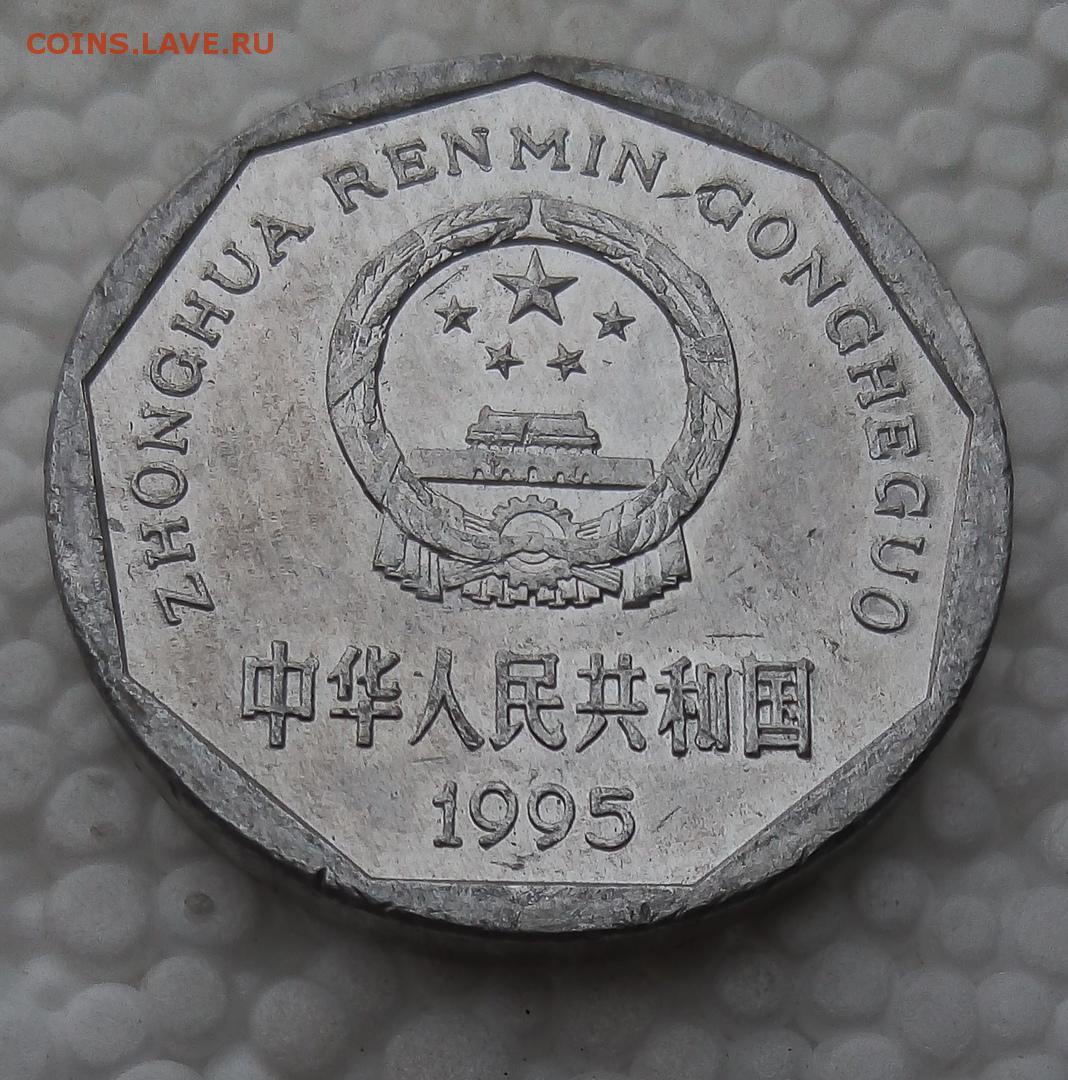 COINS.LAVE.RU
ZHONGHUA RENMIN GONGHEGUO
中华人民共和国
1995